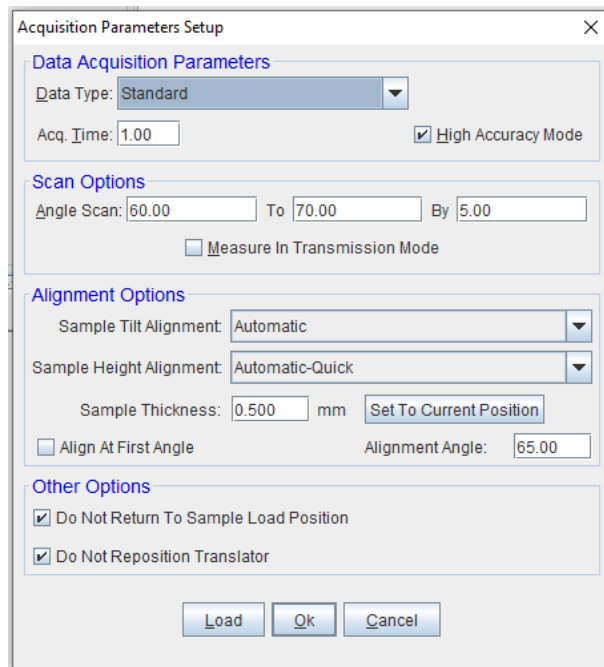 Acquisition Parameters Setup
Data Acquisition Parameters
Data Type: Standard
Acq. Time: 1.00 High Accuracy Mode
Scan Options
Angle Scan: 60.00 To 70.00 By 5.00
Measure In Transmission Mode
Alignment Options
Sample Tilt Alignment: Automatic
Sample Height Alignment: Automatic-Quick
Sample Thickness: 0.500 mm Set To Current Position
Align At First Angle Alignment Angle: 65.00
Other Options
Do Not Return To Sample Load Position
Do Not Reposition Translator
Load Ok Cancel